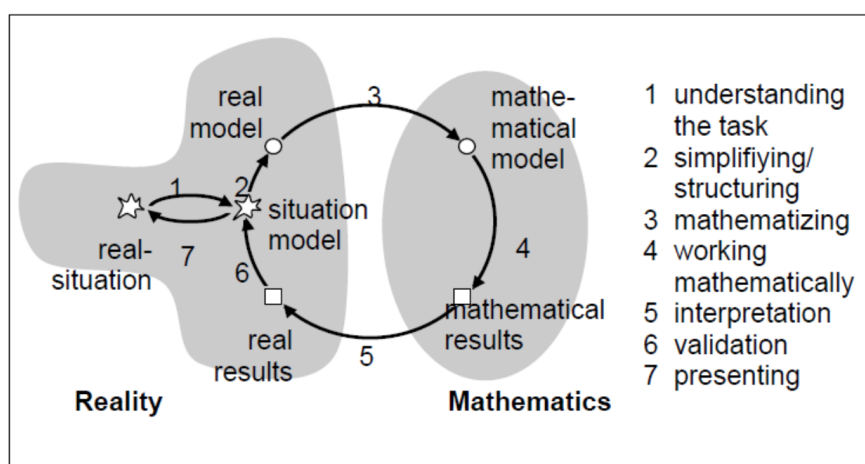 real
model
3
mathe-
matical
model
1
2
situation
model
real-
situation
7
6
4
mathematical
results
real
results
5
Reality
Mathematics
1 understanding
the task
2 simplifiying/
structuring
3 mathematizing
4 working
mathematically
5 interpretation
6 validation
7 presenting